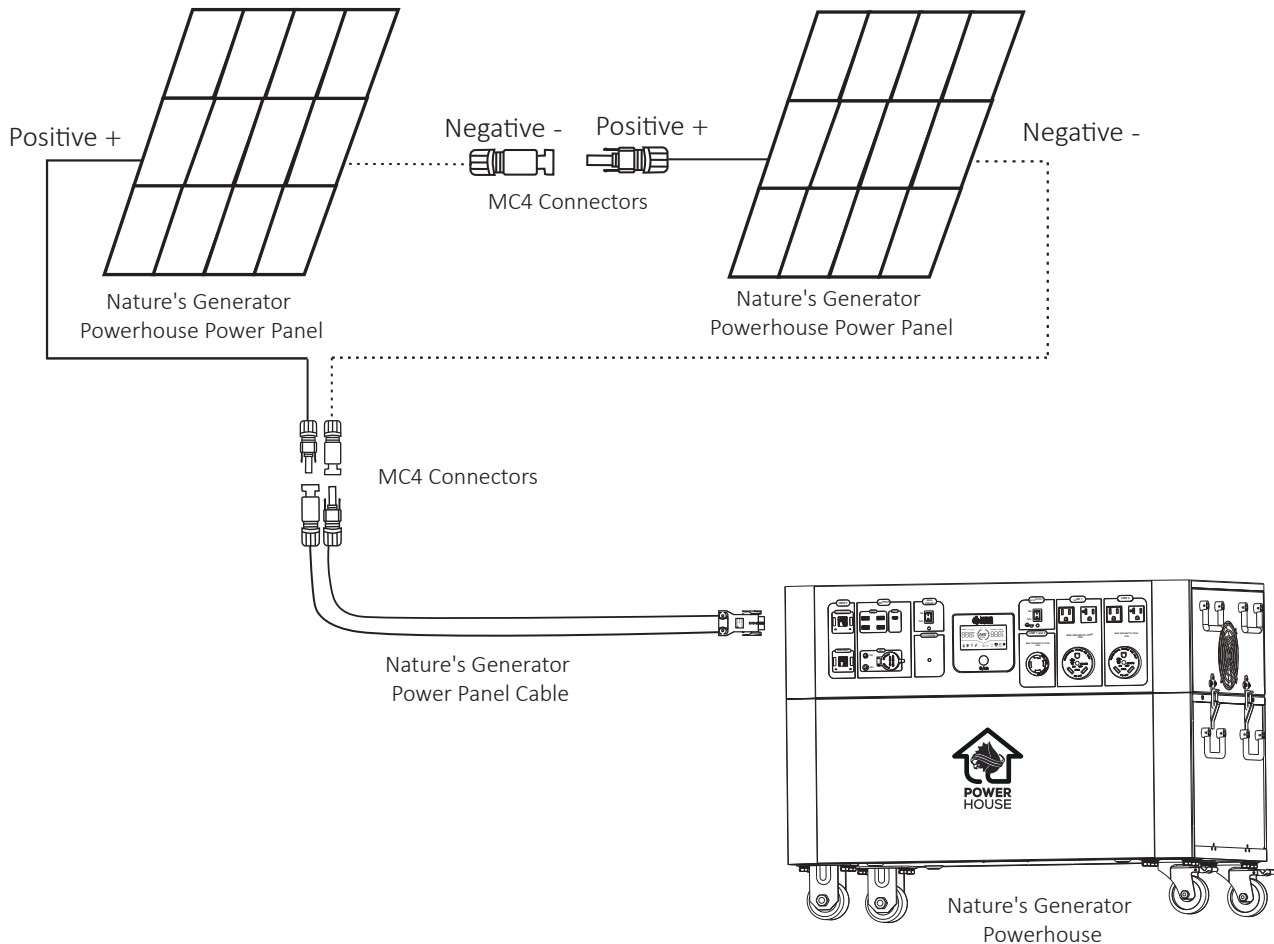 Positive +
Negative -
Positive +
Negative -
MC4 Connectors
Nature's Generator
Powerhouse Power Panel
Nature's Generator
Powerhouse Power Panel
MC4 Connectors
Nature's Generator
Power Panel Cable
POWER
HOUSE
Nature's Generator
Powerhouse